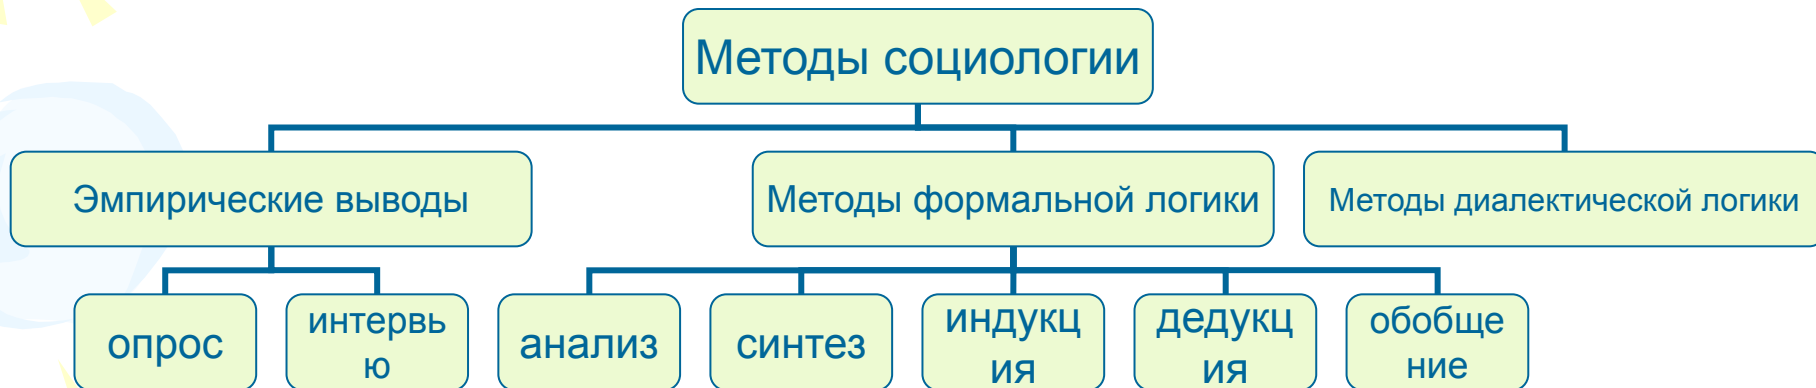 Методы социологии
Эмпирические выводы
Методы формальной логики
Методы диалектической логики
опрос
интервь
ю
анализ
синтез
индукц
ия
дедукц
ия
обобще
ние